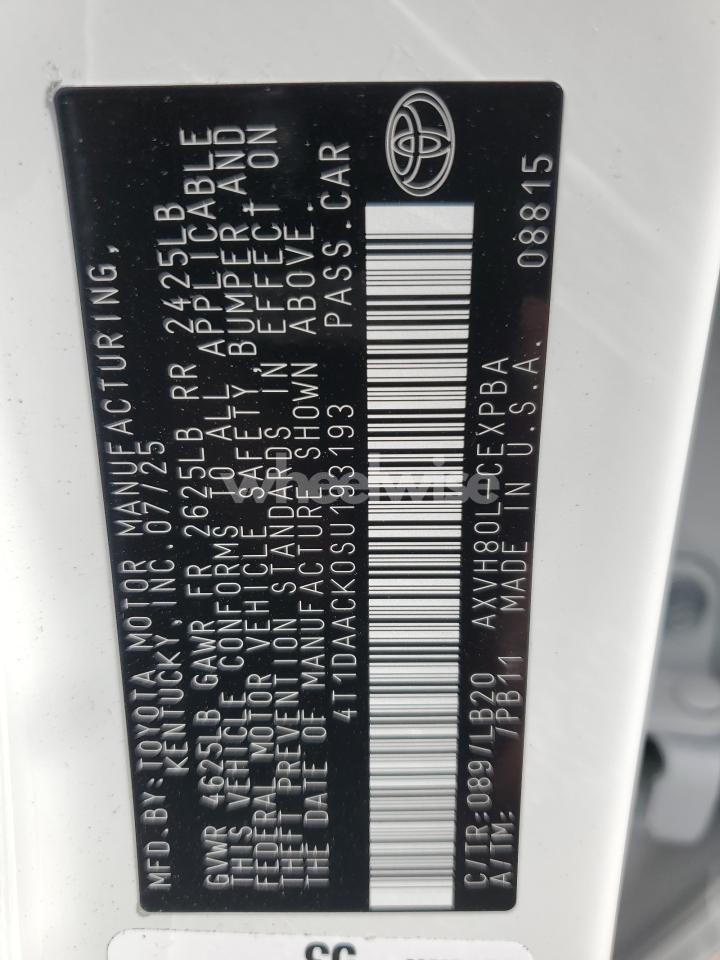 MFD.BY:TOYOTA MOTOR MANUFACTURING,
KENTUCKY, INC. 07/25
GVWR 4625LB GAWR FR 2625LB RR 2425LB
THIS VEHICLE CONFORMS TO ALL APPLICABLE
FEDERAL MOTOR VEHICLE SAFETY, BUMPER AND
THEFT PREVENTION STANDARDS IN EFFECT ON
THE DATE OF MANUFACTURE SHOWN ABOVE.
4T1DAACK0SU193193 PASS.CAR
C/TR:089/LB20 AXVH80L-CEXPBA 08815
A/TM: /PB11 MADE IN U.S.A.
wheelwise